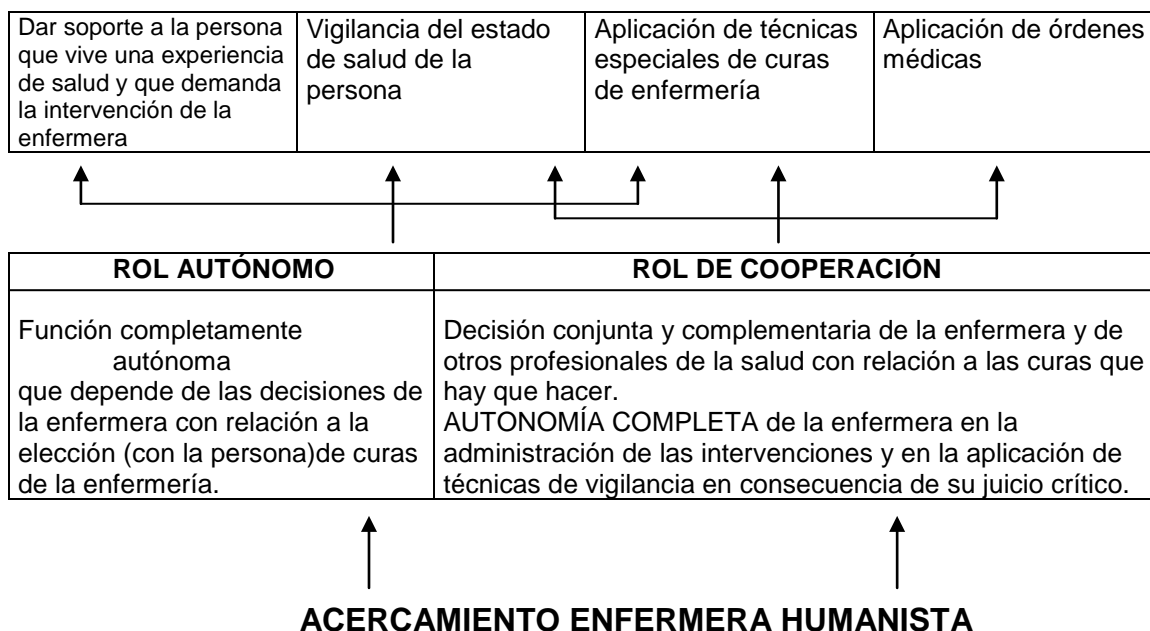 Dar soporte a la persona
que vive una experiencia
de salud y que demanda
la intervención de la
enfermera
Vigilancia del estado
de salud de la
persona
Aplicación de técnicas
especiales de curas
de enfermería
Aplicación de órdenes
médicas
ROL AUTÓNOMO
Función completamente
autónoma
que depende de las decisiones de
la enfermera con relación a la
elección (con la persona)de curas
de la enfermería.
ROL DE COOPERACIÓN
Decisión conjunta y complementaria de la enfermera y de
otros profesionales de la salud con relación a las curas que
hay que hacer.
AUTONOMÍA COMPLETA de la enfermera en la
administración de las intervenciones y en la aplicación de
técnicas de vigilancia en consecuencia de su juicio crítico.
ACERCAMIENTO ENFERMERA HUMANISTA